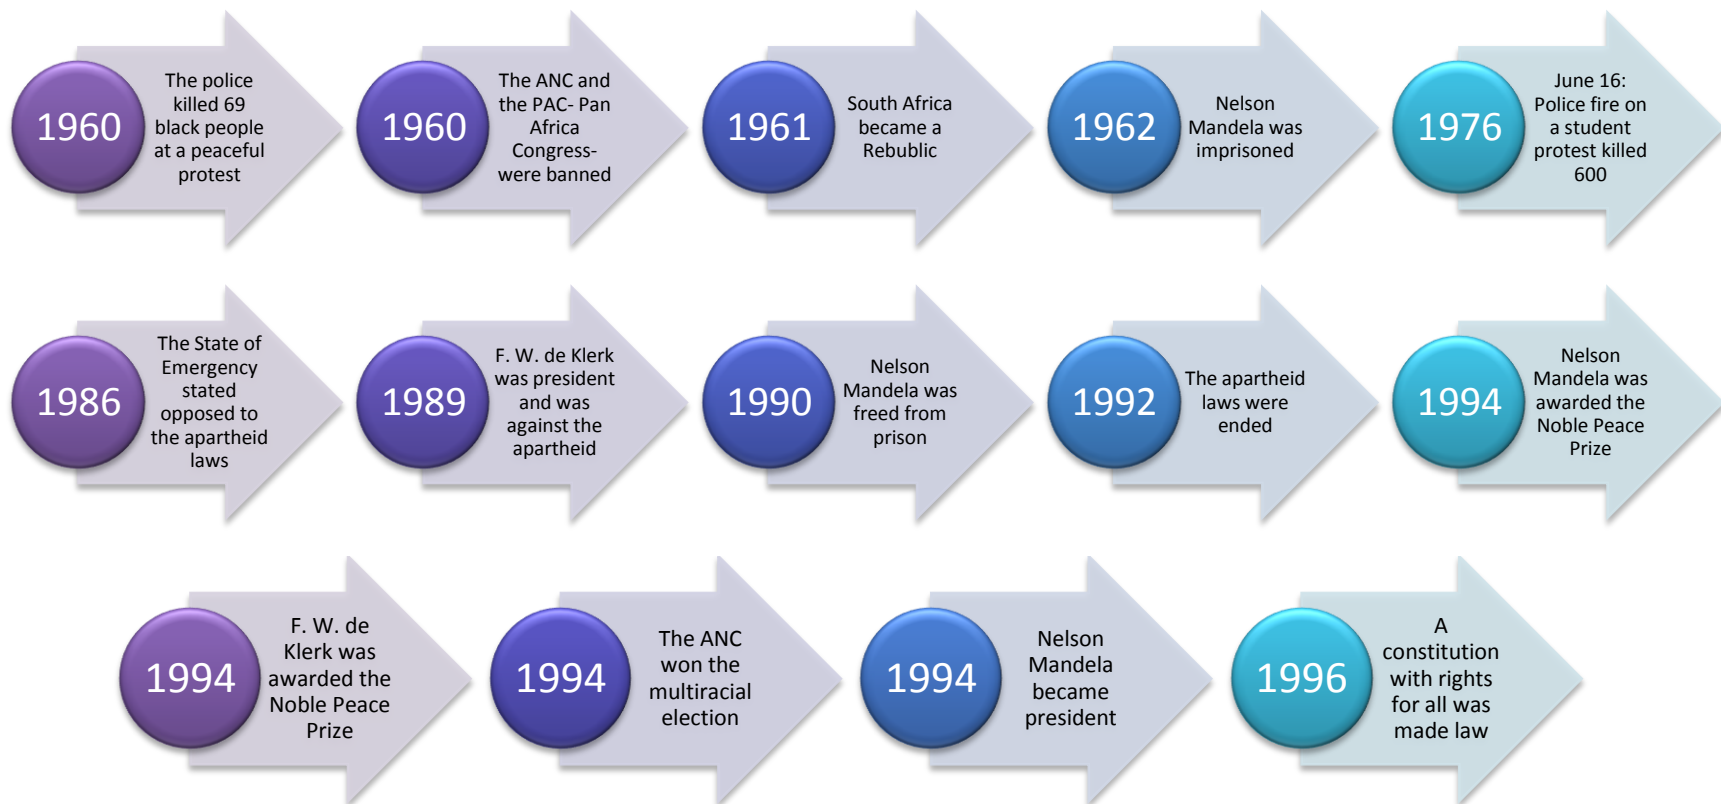 1960
The police
killed 69
black people
at a peaceful
protest
1960
The ANC and
the PAC- Pan
Africa
Congress-
were banned
1961
South Africa
became a
Rebublic
1962
Nelson
Mandela was
imprisoned
1976
June 16:
Police fire on
a student
protest killed
600
1986
The State of
Emergency
stated
opposed to
the apartheid
laws
1989
F. W. de Klerk
was president
and was
against the
apartheid
1990
Nelson
Mandela was
freed from
prison
1992
The apartheid
laws were
ended
1994
Nelson
Mandela was
awarded the
Noble Peace
Prize
1994
F. W. de
Klerk was
awarded the
Noble Peace
Prize
1994
The ANC
won the
multiracial
election
1994
Nelson
Mandela
became
president
1996
A
constitution
with rights
for all was
made law